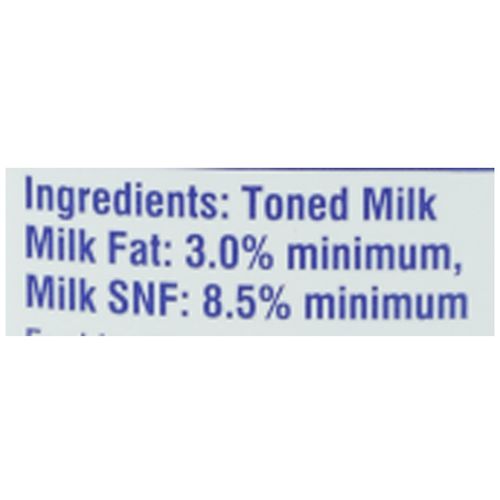 Ingredients: Toned Milk
Milk Fat: 3.0% minimum,
Milk SNF: 8.5% minimum